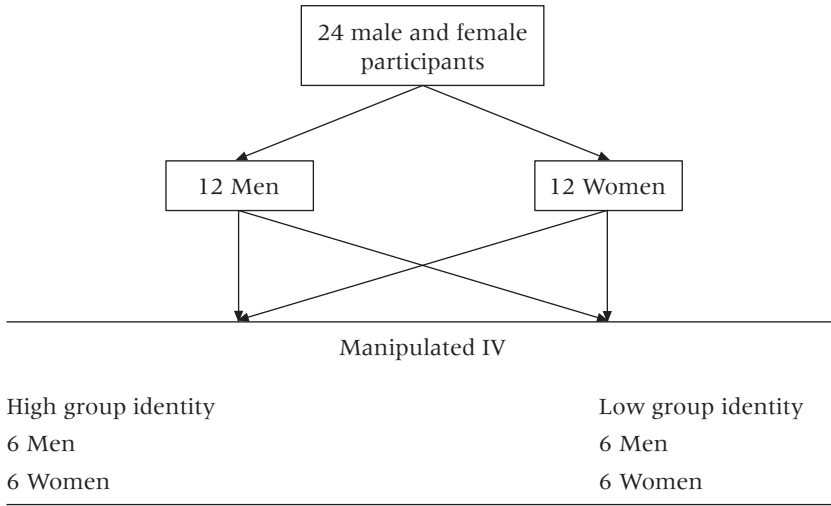 24 male and female
participants
12 Men
12 Women
Manipulated IV
High group identity
Low group identity
6 Men
6 Men
6 Women
6 Women